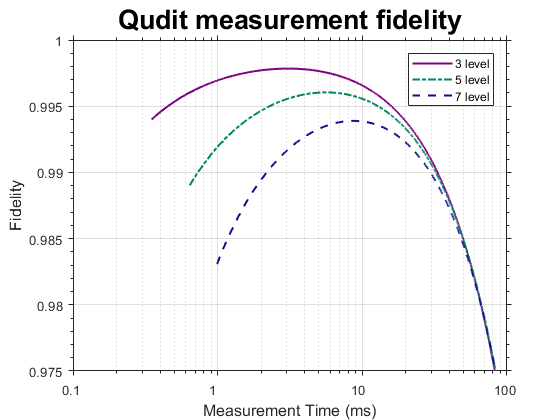 Qudit measurement fidelity
3 level
5 level
7 level
1
0.995
0.99
0.985
0.98
0.975
Fidelity
0.1
1
10
100
Measurement Time (ms)